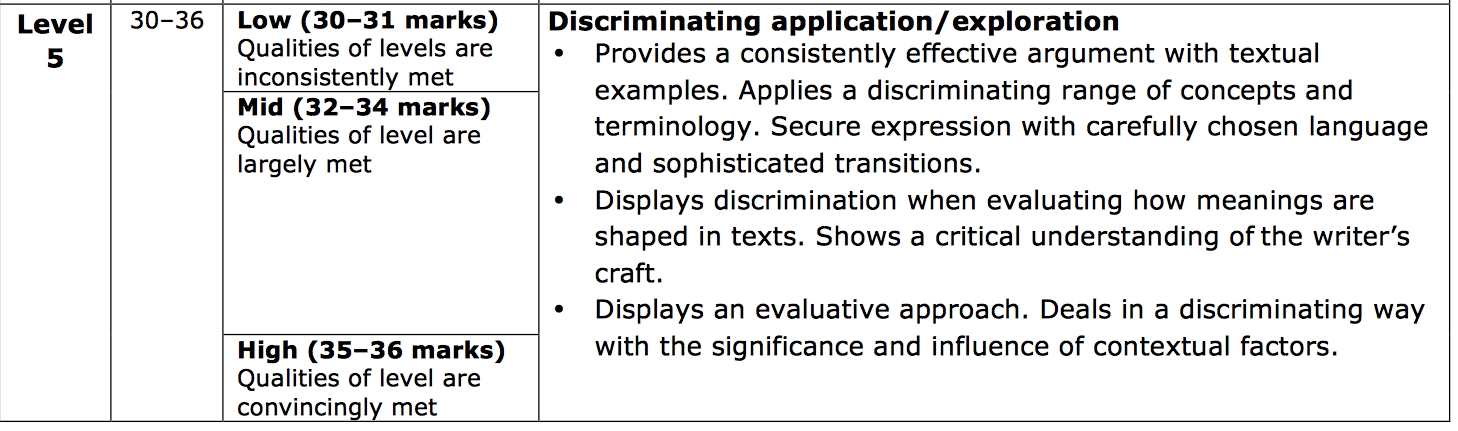 Level
5
30–36
Low (30–31 marks)
Qualities of levels are
inconsistently met
Mid (32–34 marks)
Qualities of level are
largely met
High (35–36 marks)
Qualities of level are
convincingly met
Discriminating application/exploration
• Provides a consistently effective argument with textual
examples. Applies a discriminating range of concepts and
terminology. Secure expression with carefully chosen language
and sophisticated transitions.
• Displays discrimination when evaluating how meanings are
shaped in texts. Shows a critical understanding of the writer’s
craft.
• Displays an evaluative approach. Deals in a discriminating way
with the significance and influence of contextual factors.